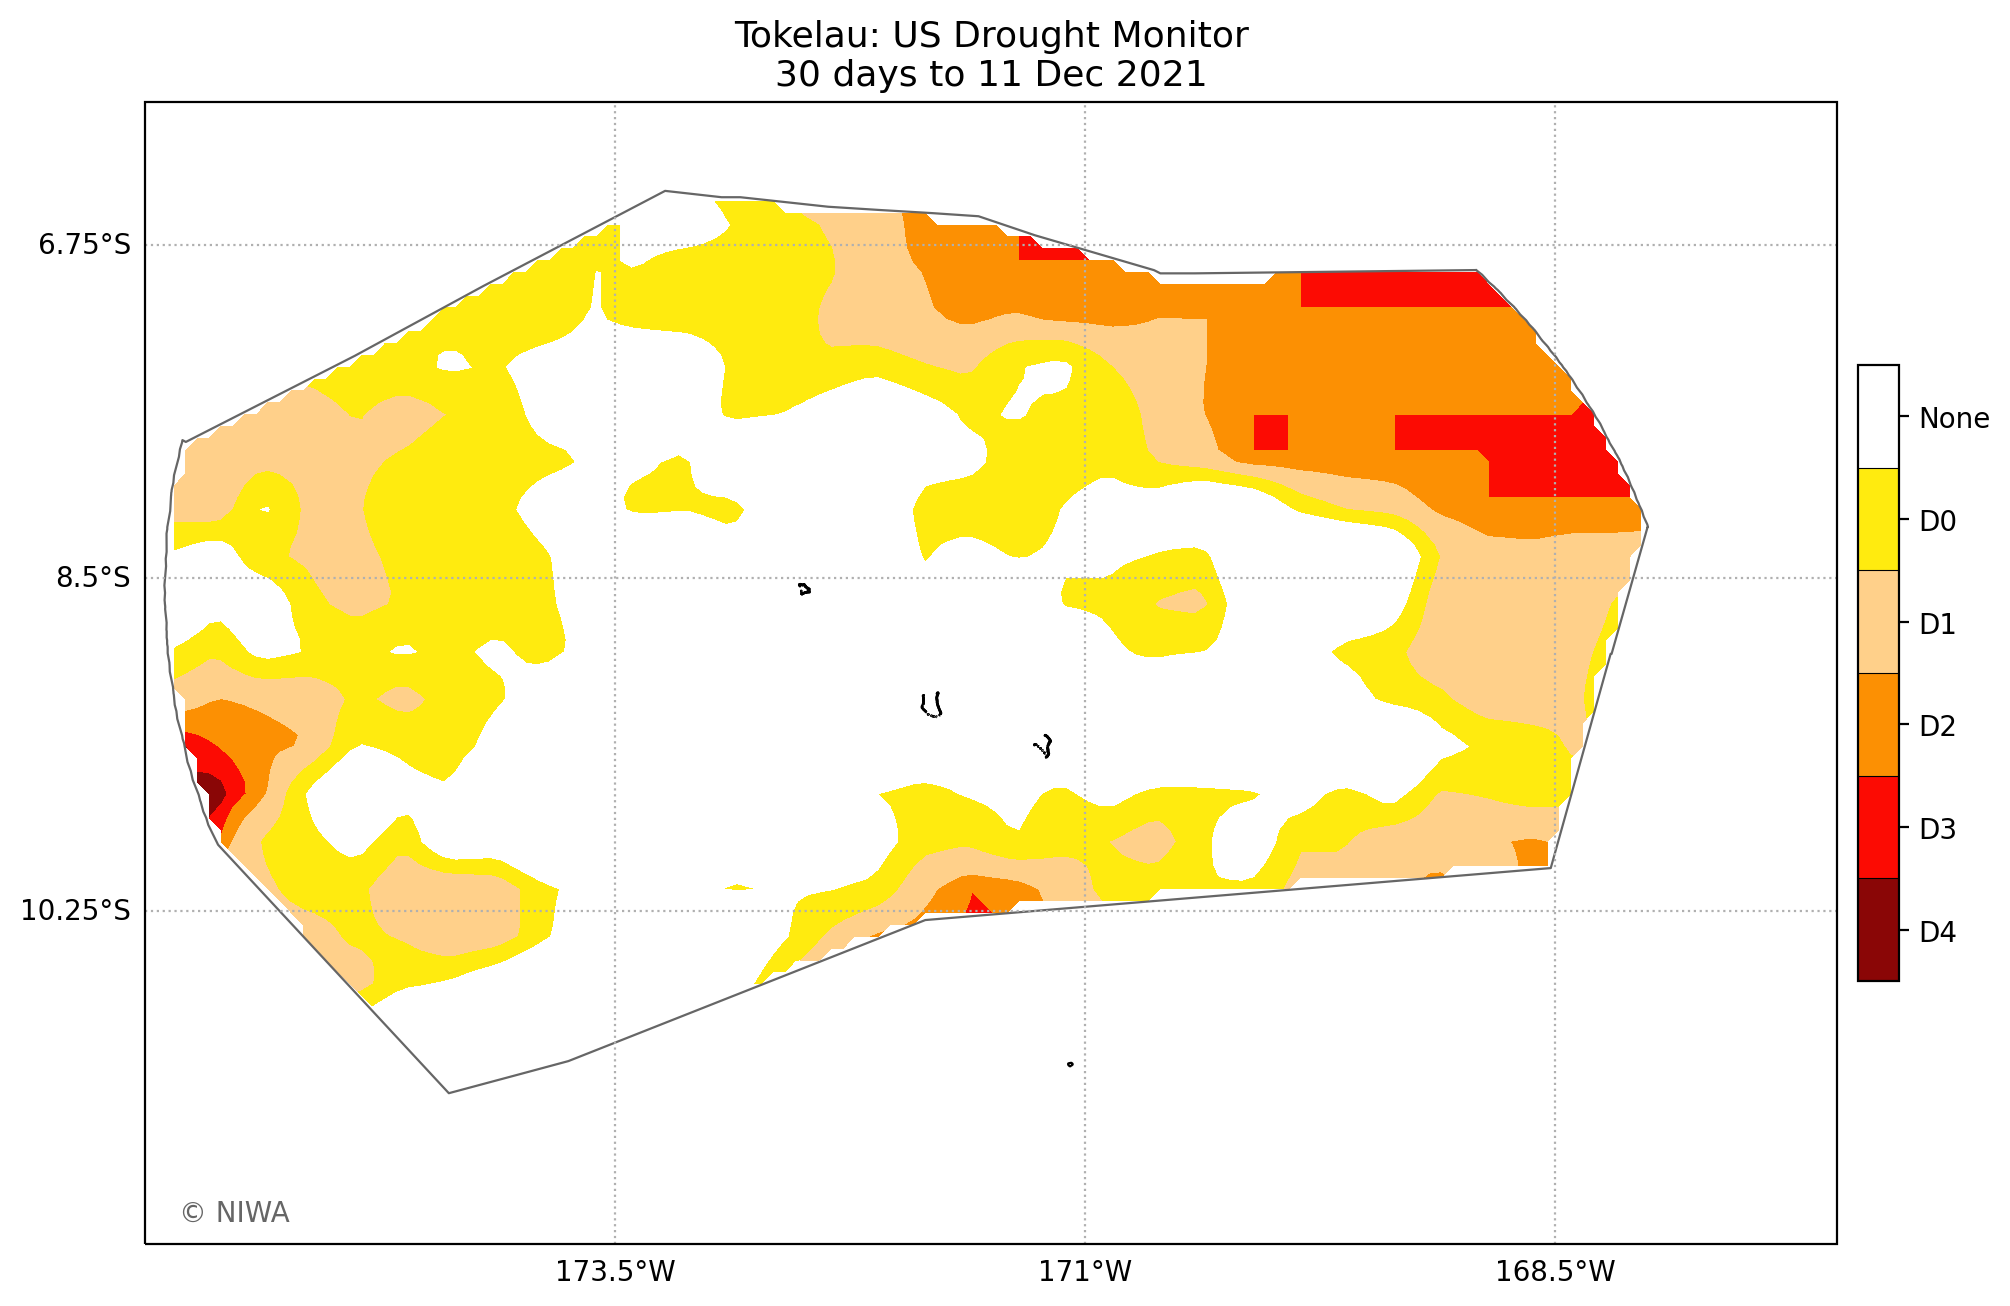 Tokelau: US Drought Monitor
30 days to 11 Dec 2021
6.75°S
8.5°S
10.25°S
173.5°W
171°W
168.5°W
None
D0
D1
D2
D3
D4
© NIWA